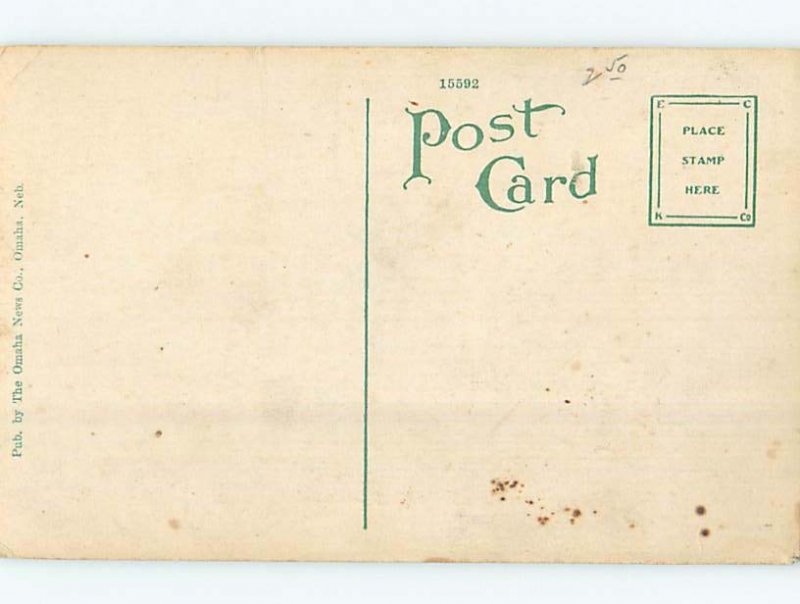 15592
2 50
Post
Card
E C
PLACE
STAMP
HERE
K Co
Pub. by The Omaha News Co., Omaha, Neb.